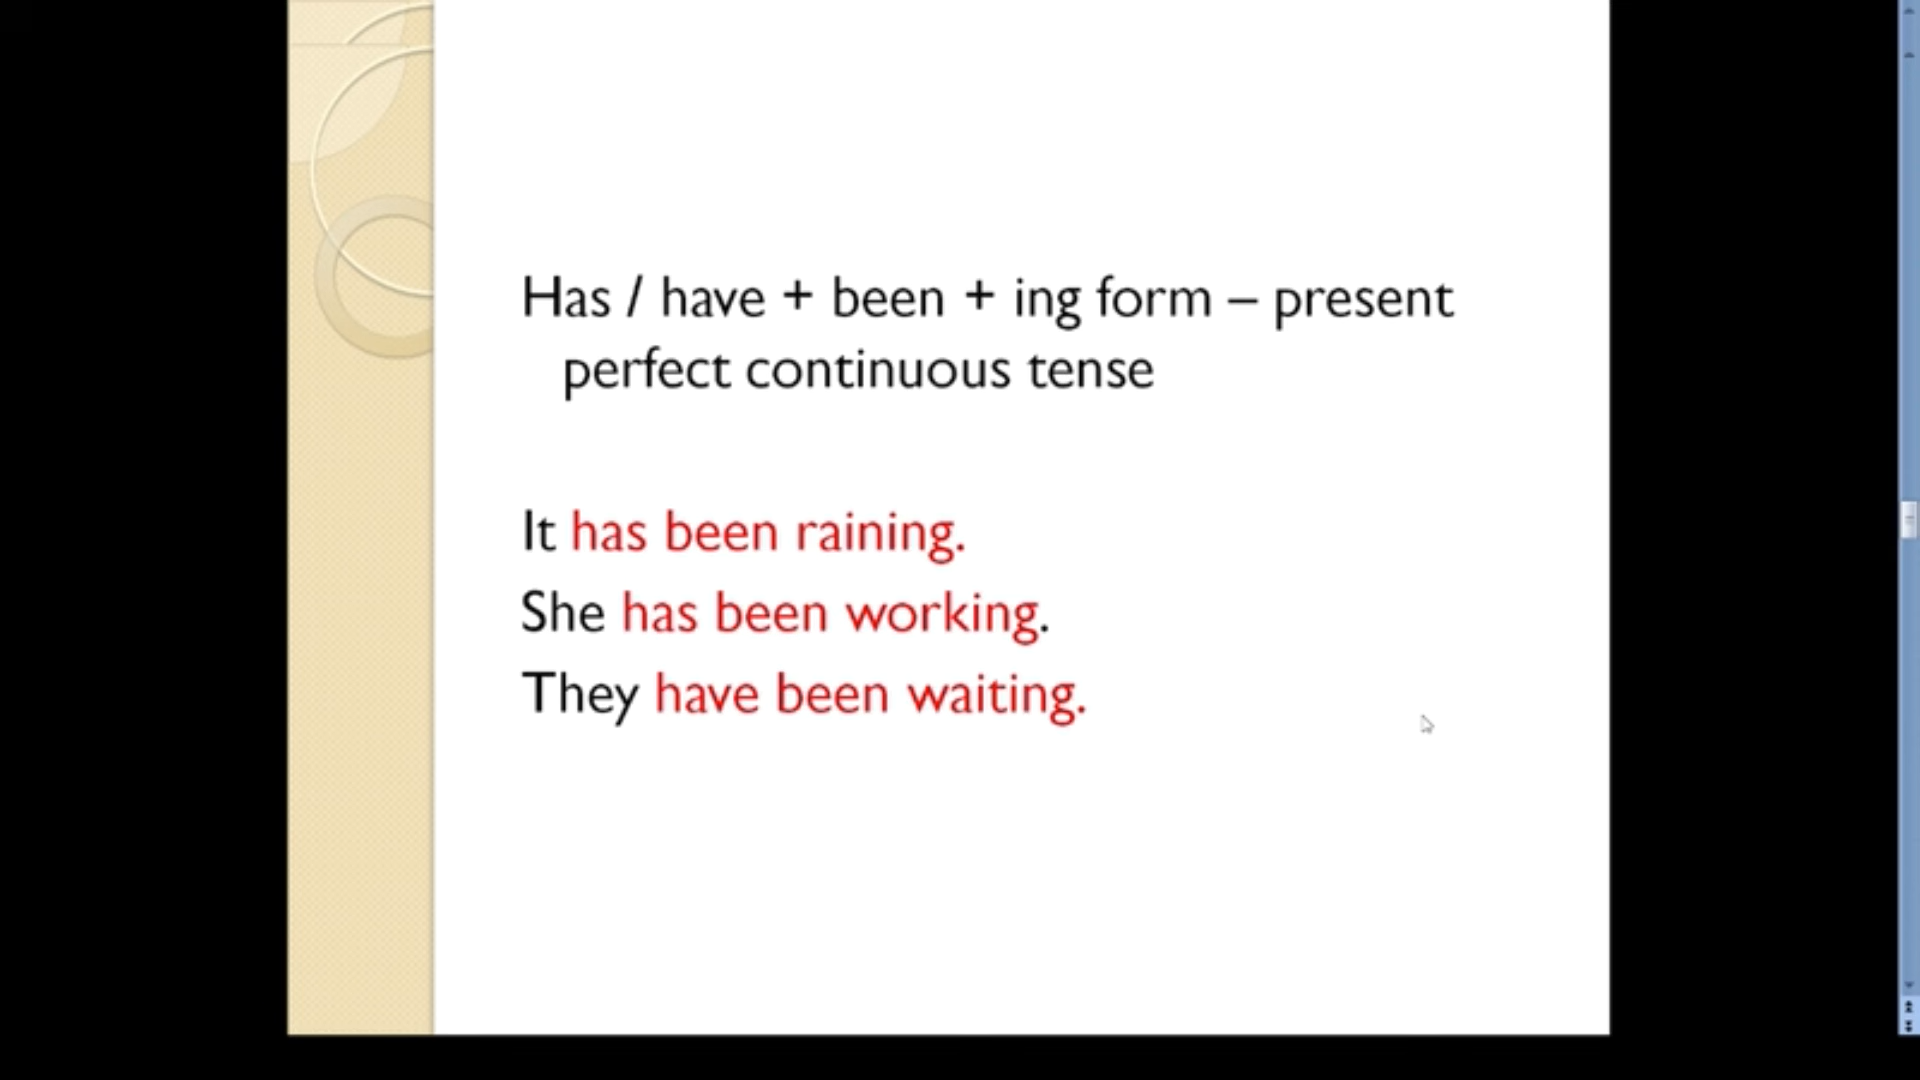 Has / have + been + ing form – present
perfect continuous tense
It has been raining.
She has been working.
They have been waiting.